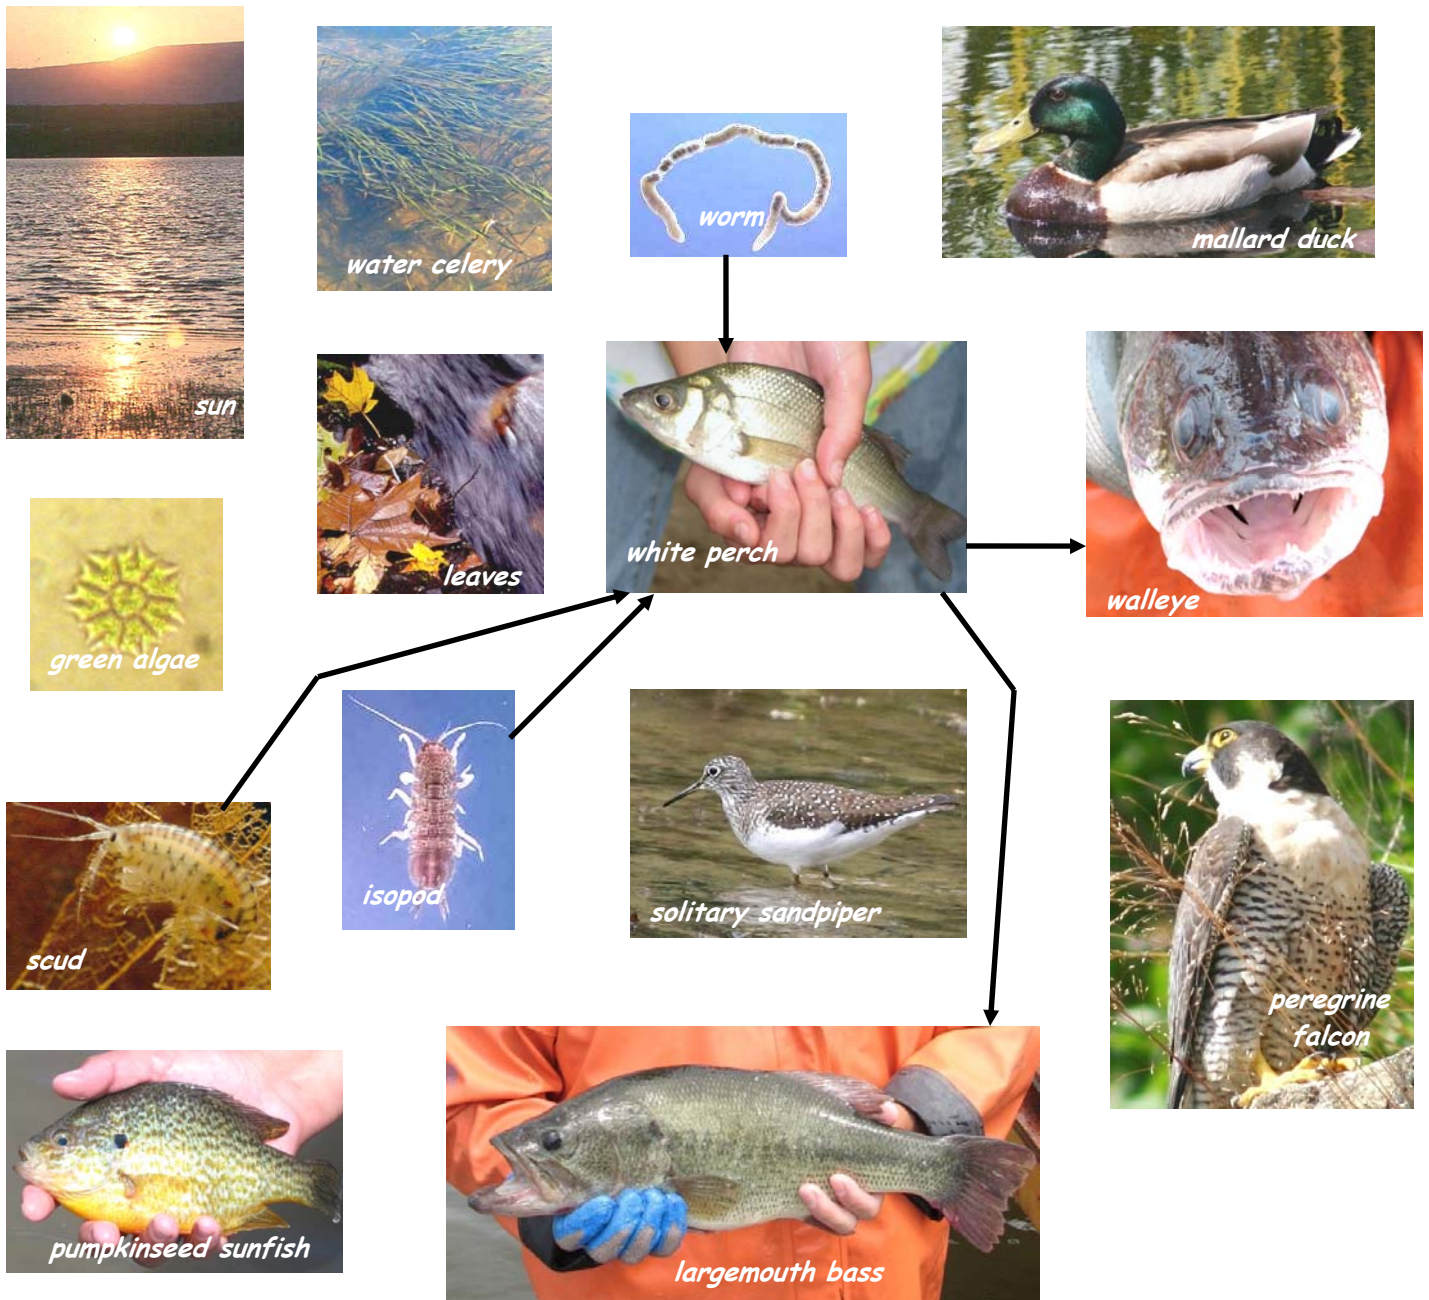 sun
water celery
worm
mallard duck
leaves
white perch
walleye
green algae
scud
isopod
solitary sandpiper
peregrine
falcon
pumpkinseed sunfish
largemouth bass